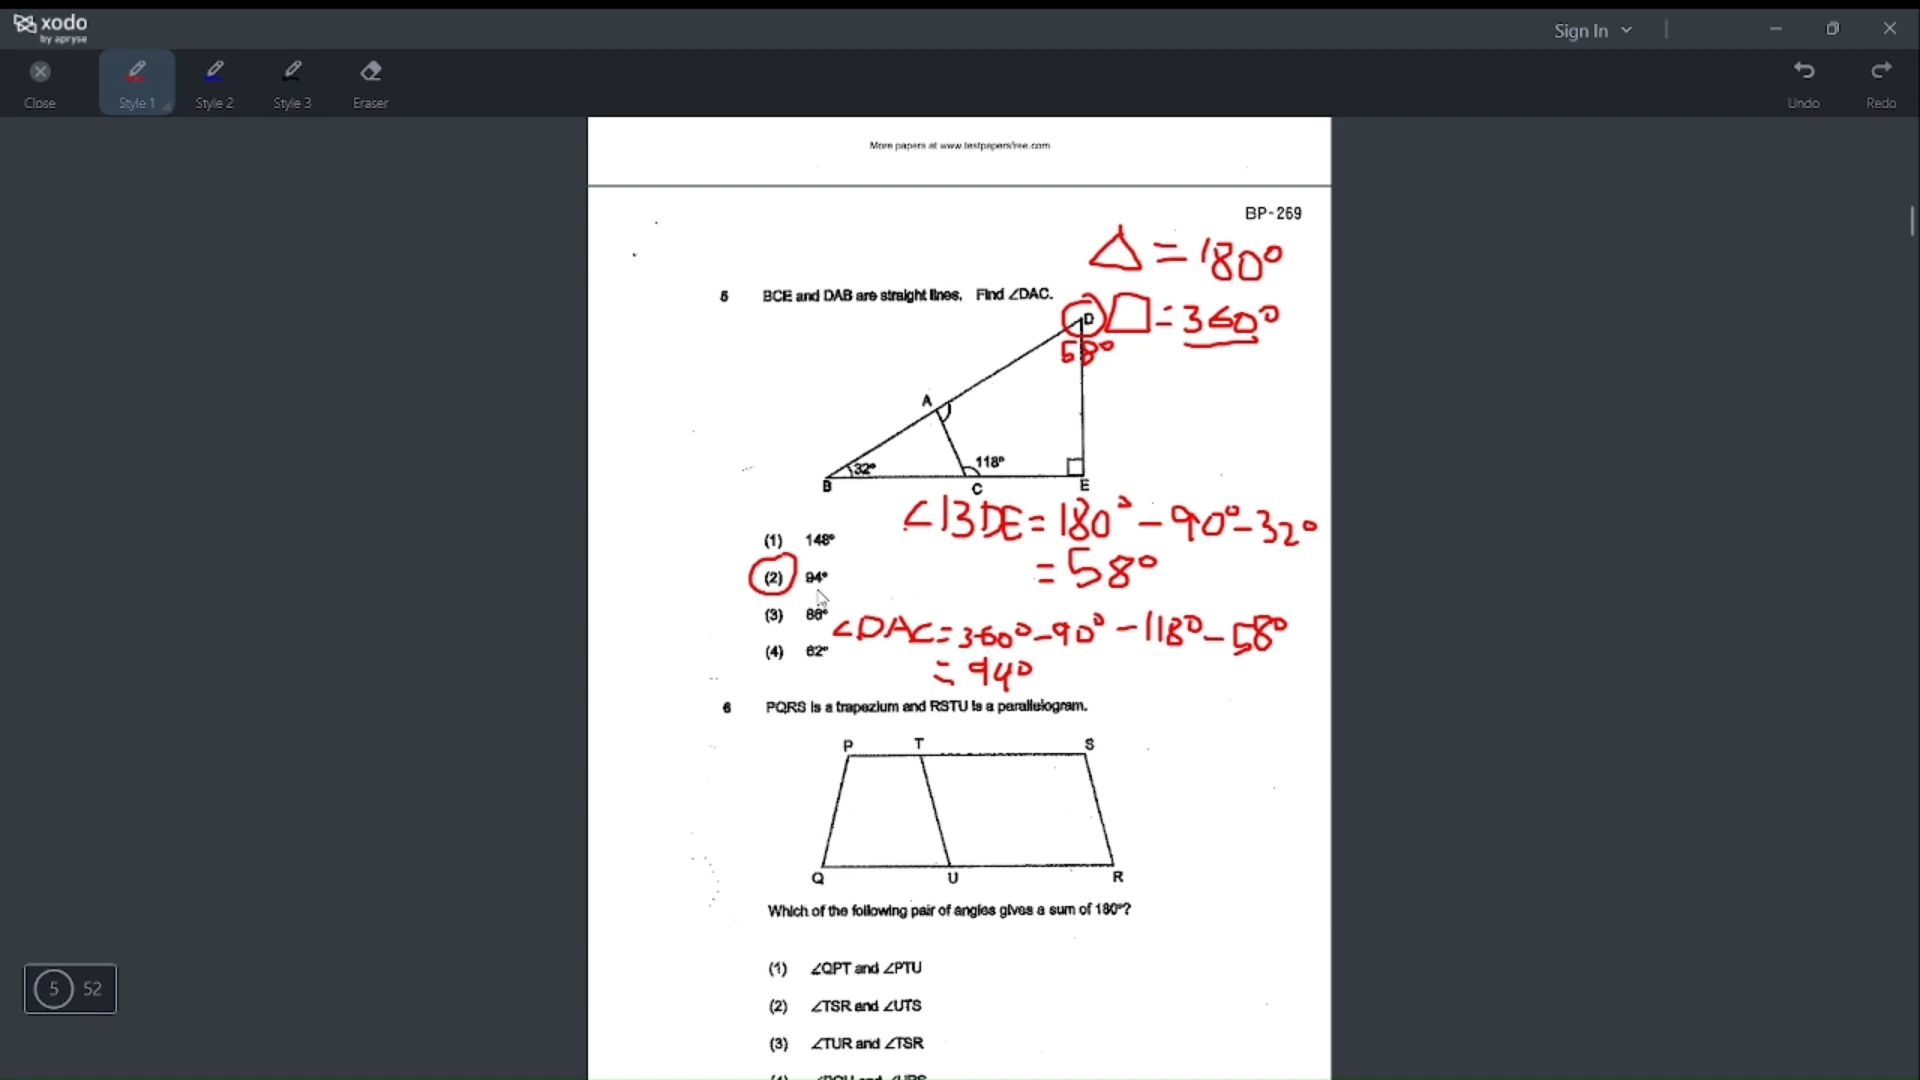 xodo
by apryse
Sign In
Close
Style 1
Style 2
Style 3
Eraser
Undo
Redo
More papers at www.testpapersfree.com
BP-269
△ = 180°
5 BCE and DAB are straight lines. Find ∠DAC.
D
▱ = 360°
58°
A
32°
118°
B
C
E
∠BDE = 180° - 90° - 32°
= 58°
(1) 148°
(2) 94°
(3) 86°
∠DAC = 360° - 90° - 118° - 58°
(4) 62°
= 94°
6 PQRS is a trapezium and RSTU is a parallelogram.
P T S
Q U R
Which of the following pair of angles gives a sum of 180°?
(1) ∠QPT and ∠PTU
(2) ∠TSR and ∠UTS
(3) ∠TUR and ∠TSR
5 52